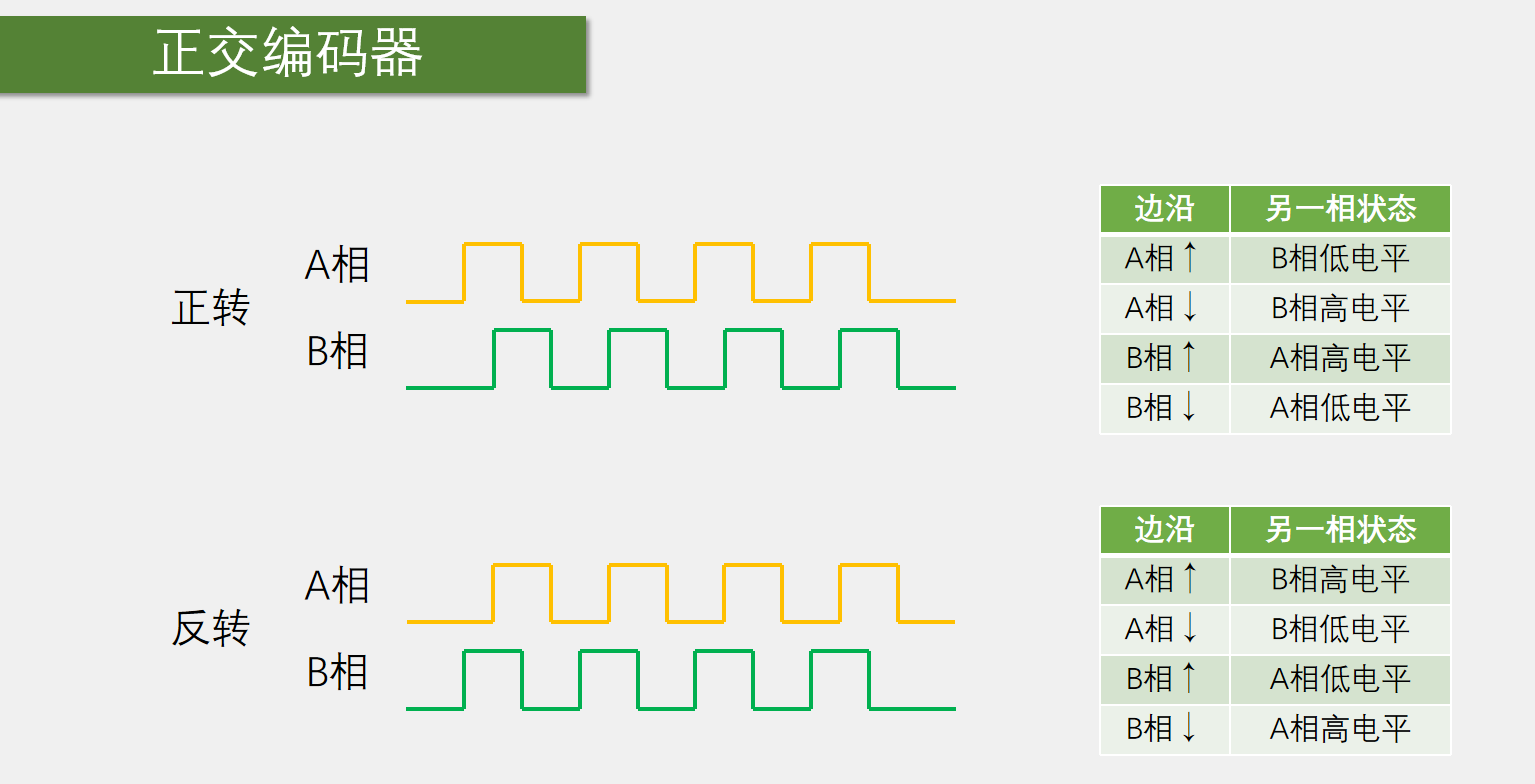 正交编码器
正转
A相
B相
边沿 另一相状态
A相↑ B相低电平
A相↓ B相高电平
B相↑ A相高电平
B相↓ A相低电平
反转
A相
B相
边沿 另一相状态
A相↑ B相高电平
A相↓ B相低电平
B相↑ A相低电平
B相↓ A相高电平